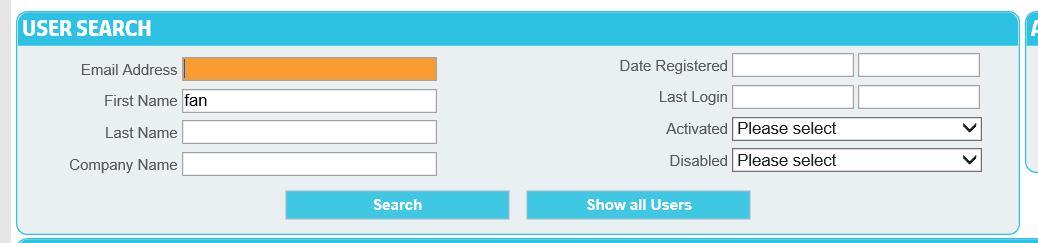 USER SEARCH
Email Address
First Name fan
Last Name
Company Name
Date Registered
Last Login
Activated Please select
Disabled Please select
Search Show all Users